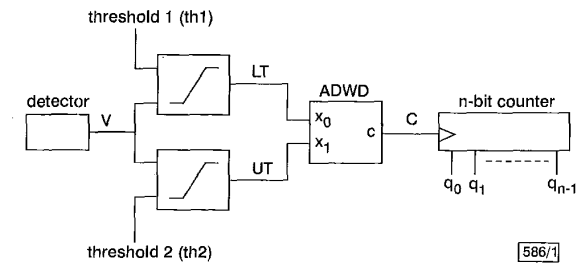 threshold 1 (th1)
LT
ADWD
detector
V
n-bit counter
x0
x1
c
C
UT
q0 q1 qn-1
threshold 2 (th2)
586/1